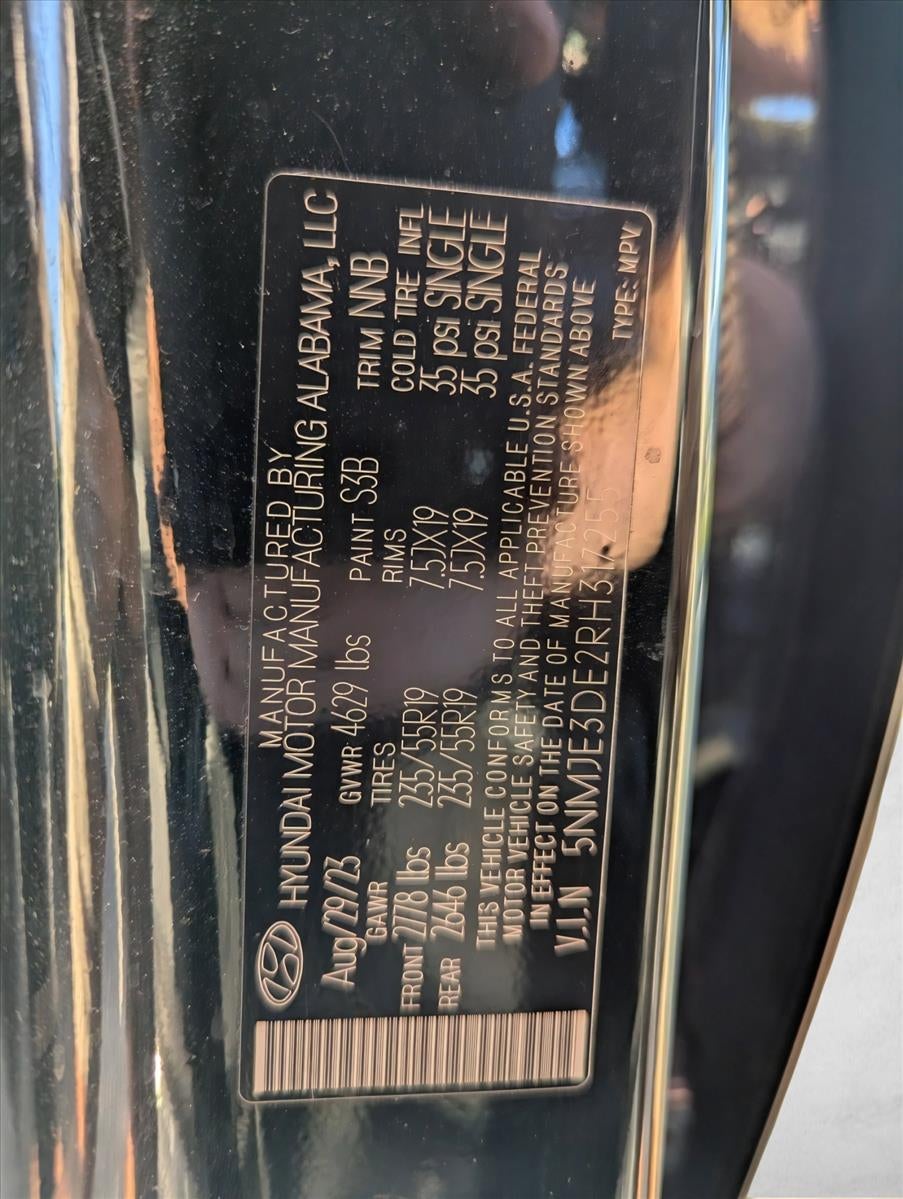 MANUFACTURED BY
HYUNDAI MOTOR MANUFACTURING ALABAMA, LLC
Aug/29/23 GVWR 4629 lbs PAINT S3B TRIM NNB
GAWR TIRES RIMS COLD TIRE INFL
FRONT 2778 lbs 235/55R19 7.5JX19 35 psi SINGLE
REAR 2646 lbs 235/55R19 7.5JX19 35 psi SINGLE
THIS VEHICLE CONFORMS TO ALL APPLICABLE U.S.A. FEDERAL
MOTOR VEHICLE SAFETY AND THEFT PREVENTION STANDARDS
IN EFFECT ON THE DATE OF MANUFACTURE SHOWN ABOVE
V.I.N 5NMJE3DE2RH317255
TYPE: MPV